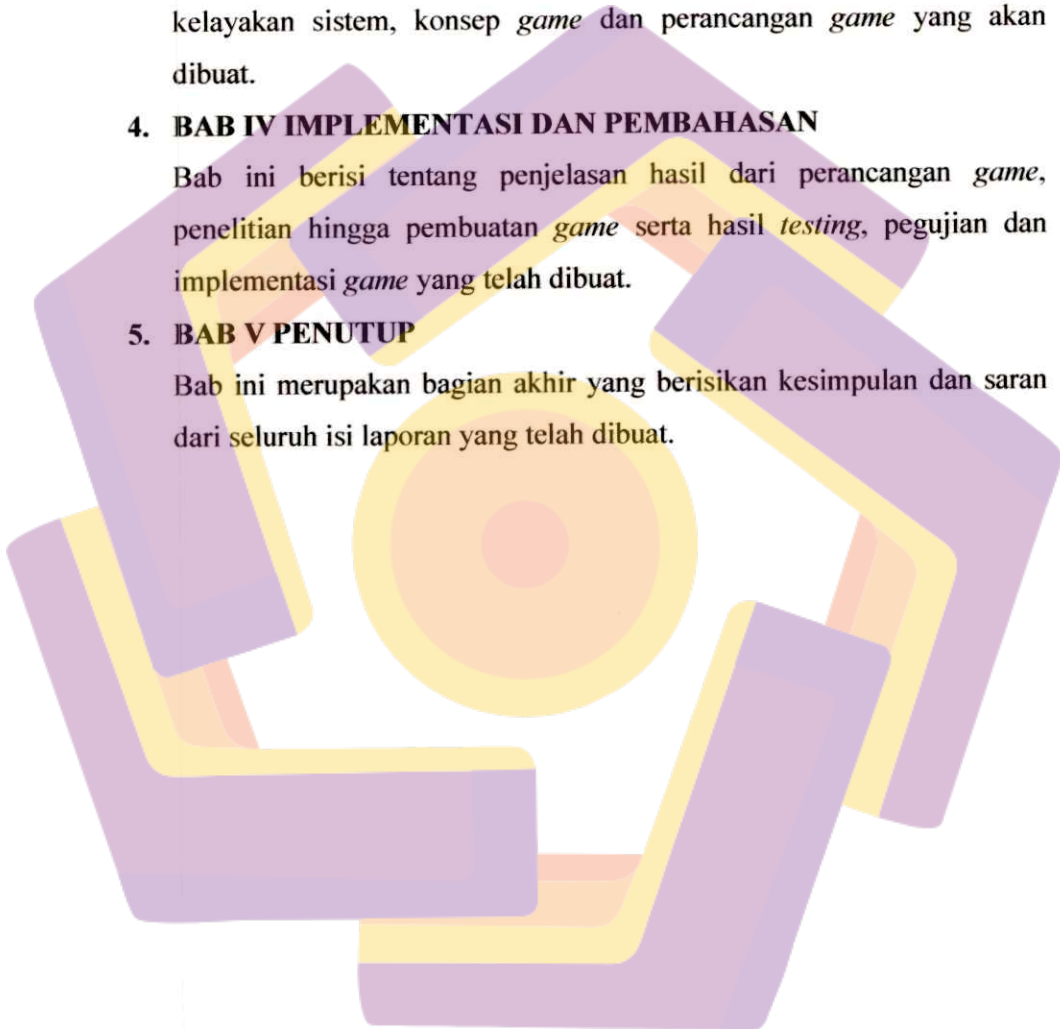 kelayakan sistem, konsep game dan perancangan game yang akan
dibuat.
4. BAB IV IMPLEMENTASI DAN PEMBAHASAN
Bab ini berisi tentang penjelasan hasil dari perancangan game,
penelitian hingga pembuatan game serta hasil testing, pegujian dan
implementasi game yang telah dibuat.
5. BAB V PENUTUP
Bab ini merupakan bagian akhir yang berisikan kesimpulan dan saran
dari seluruh isi laporan yang telah dibuat.